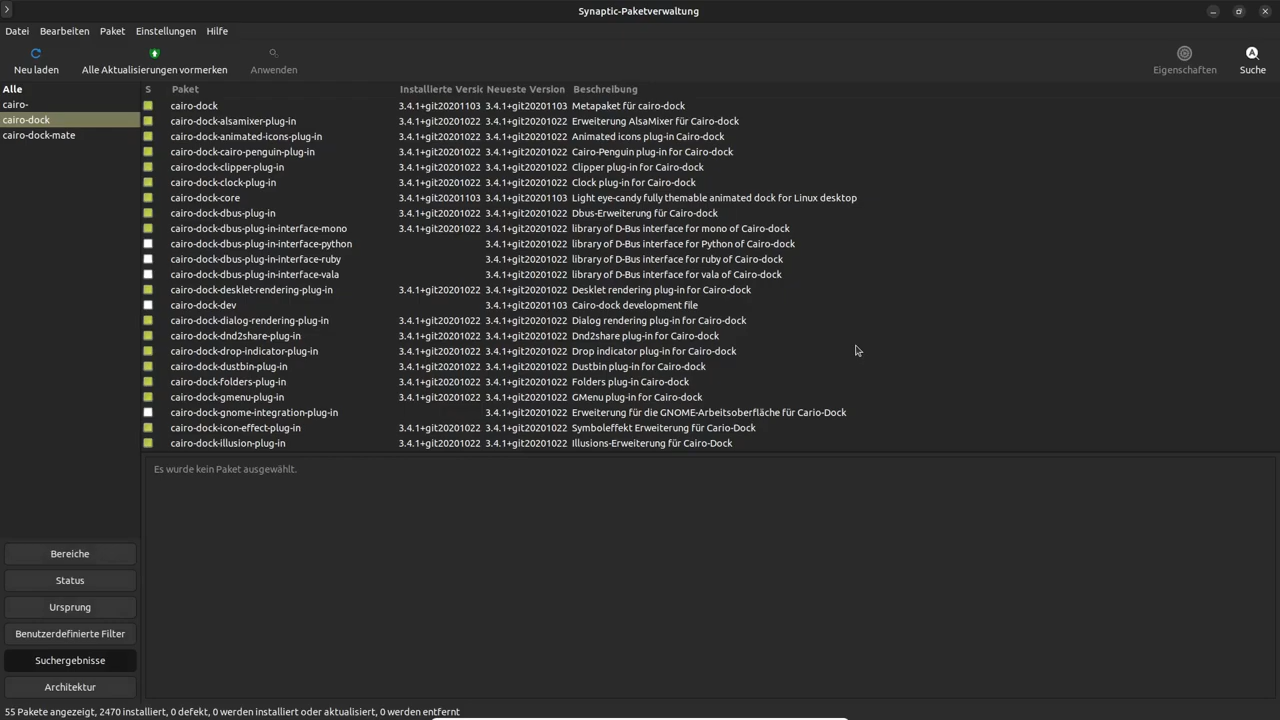 Synaptic-Paketverwaltung
Datei Bearbeiten Paket Einstellungen Hilfe
Neu laden Alle Aktualisierungen vormerken Anwenden Eigenschaften Suche
Alle
cairo-
cairo-dock
cairo-dock-mate
S Paket Installierte Versic Neueste Version Beschreibung
cairo-dock 3.4.1+git20201103 3.4.1+git20201103 Metapaket für cairo-dock
cairo-dock-alsamixer-plug-in 3.4.1+git20201022 3.4.1+git20201022 Erweiterung AlsaMixer für Cairo-Dock
cairo-dock-animated-icons-plug-in 3.4.1+git20201022 3.4.1+git20201022 Animated icons plug-in Cairo-dock
cairo-dock-cairo-penguin-plug-in 3.4.1+git20201022 3.4.1+git20201022 Cairo-Penguin plug-in for Cairo-dock
cairo-dock-clipper-plug-in 3.4.1+git20201022 3.4.1+git20201022 Clipper plug-in for Cairo-dock
cairo-dock-clock-plug-in 3.4.1+git20201022 3.4.1+git20201022 Clock plug-in for Cairo-dock
cairo-dock-core 3.4.1+git20201103 3.4.1+git20201103 Light eye-candy fully themable animated dock for Linux desktop
cairo-dock-dbus-plug-in 3.4.1+git20201022 3.4.1+git20201022 Dbus-Erweiterung für Cairo-dock
cairo-dock-dbus-plug-in-interface-mono 3.4.1+git20201022 3.4.1+git20201022 library of D-Bus interface for mono of Cairo-dock
cairo-dock-dbus-plug-in-interface-python 3.4.1+git20201022 library of D-Bus interface for Python of Cairo-dock
cairo-dock-dbus-plug-in-interface-ruby 3.4.1+git20201022 library of D-Bus interface for ruby of Cairo-dock
cairo-dock-dbus-plug-in-interface-vala 3.4.1+git20201022 library of D-Bus interface for vala of Cairo-dock
cairo-dock-desklet-rendering-plug-in 3.4.1+git20201022 3.4.1+git20201022 Desklet rendering plug-in for Cairo-dock
cairo-dock-dev 3.4.1+git20201103 Cairo-dock development file
cairo-dock-dialog-rendering-plug-in 3.4.1+git20201022 3.4.1+git20201022 Dialog rendering plug-in for Cairo-dock
cairo-dock-dnd2share-plug-in 3.4.1+git20201022 3.4.1+git20201022 Dnd2share plug-in for Cairo-dock
cairo-dock-drop-indicator-plug-in 3.4.1+git20201022 3.4.1+git20201022 Drop indicator plug-in for Cairo-dock
cairo-dock-dustbin-plug-in 3.4.1+git20201022 3.4.1+git20201022 Dustbin plug-in for Cairo-dock
cairo-dock-folders-plug-in 3.4.1+git20201022 3.4.1+git20201022 Folders plug-in Cairo-dock
cairo-dock-gmenu-plug-in 3.4.1+git20201022 3.4.1+git20201022 GMenu plug-in for Cairo-dock
cairo-dock-gnome-integration-plug-in 3.4.1+git20201022 Erweiterung für die GNOME-Arbeitsoberfläche für Cario-Dock
cairo-dock-icon-effect-plug-in 3.4.1+git20201022 3.4.1+git20201022 Symboleffekt Erweiterung für Cario-Dock
cairo-dock-illusion-plug-in 3.4.1+git20201022 3.4.1+git20201022 Illusions-Erweiterung für Cairo-Dock
Es wurde kein Paket ausgewählt.
Bereiche
Status
Ursprung
Benutzerdefinierte Filter
Suchergebnisse
Architektur
55 Pakete angezeigt, 2470 installiert, 0 defekt, 0 werden installiert oder aktualisiert, 0 werden entfernt